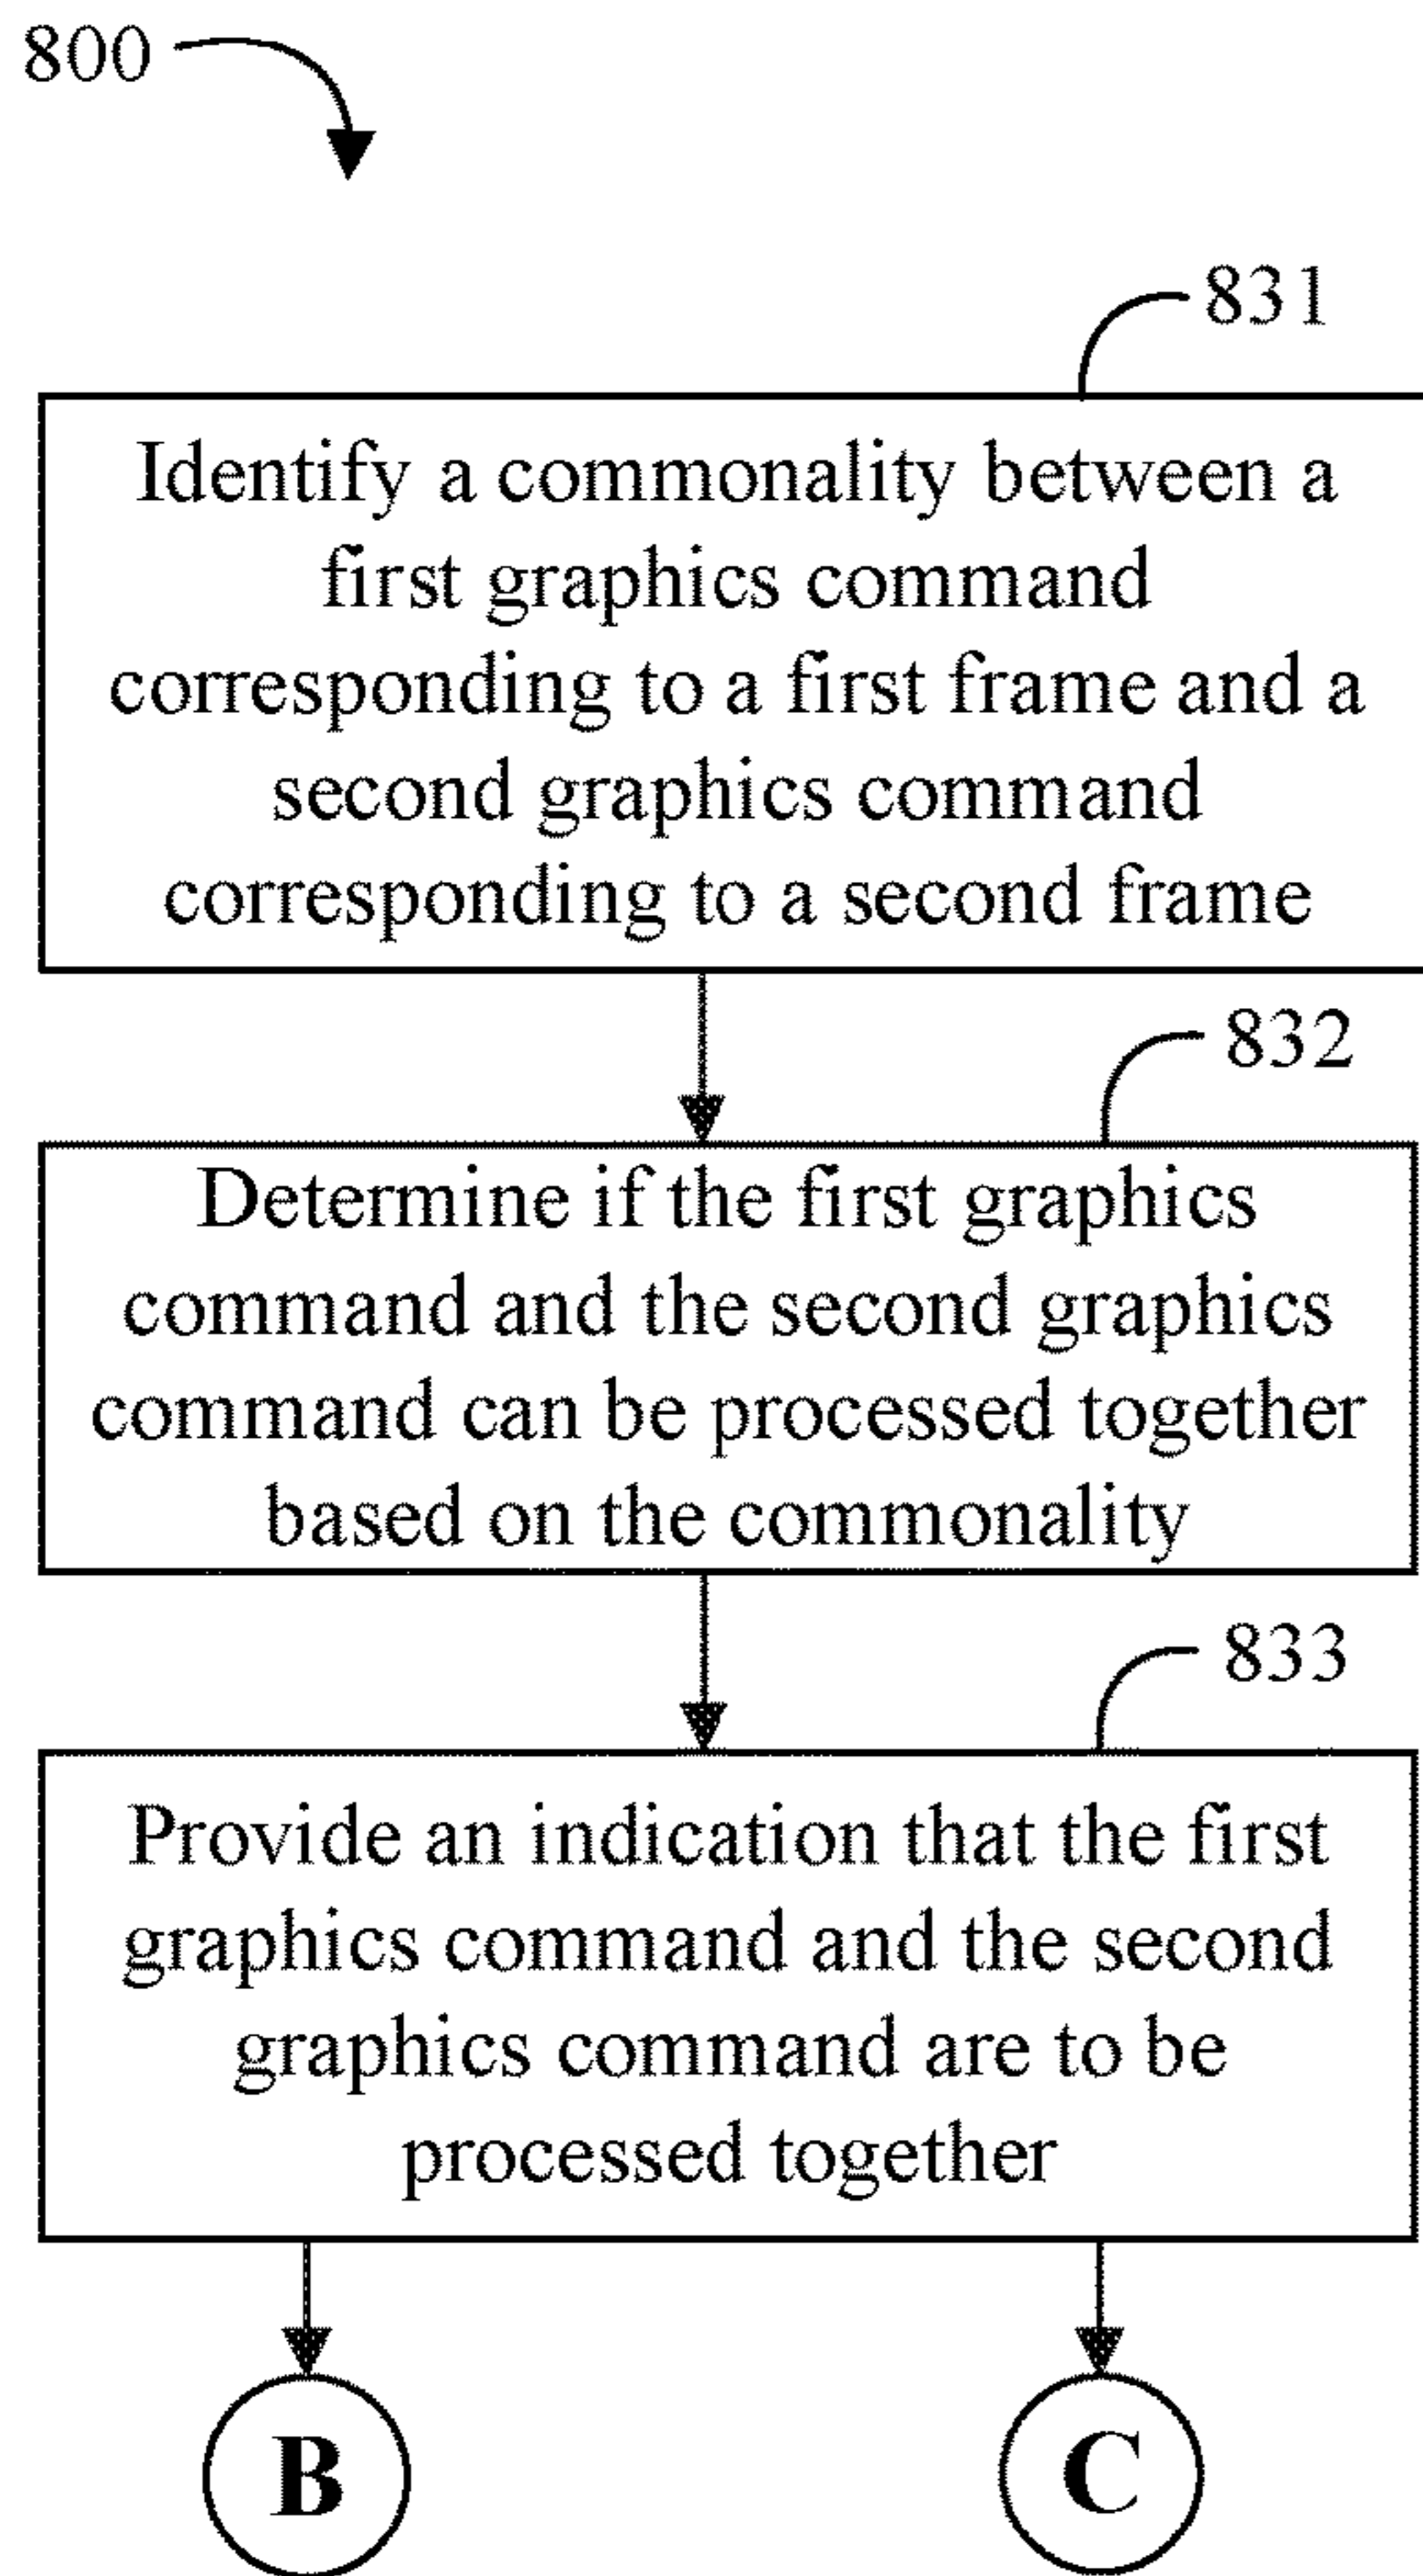 800
831
Identify a commonality between a
first graphics command
corresponding to a first frame and a
second graphics command
corresponding to a second frame
832
Determine if the first graphics
command and the second graphics
command can be processed together
based on the commonality
833
Provide an indication that the first
graphics command and the second
graphics command are to be
processed together
B
C